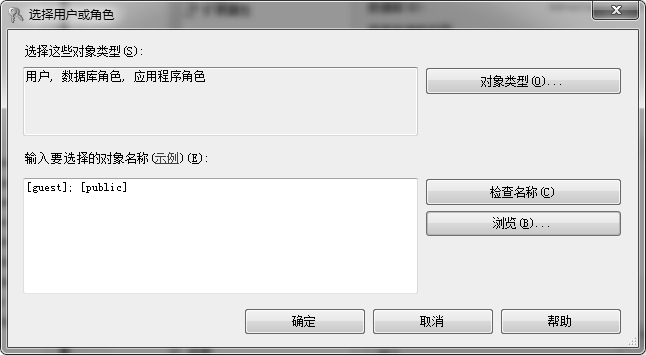 选择用户或角色
选择这些对象类型(S):
用户, 数据库角色, 应用程序角色
对象类型(O)...
输入要选择的对象名称(示例)(E):
[guest]; [public]
检查名称(C)
浏览(B)...
确定
取消
帮助